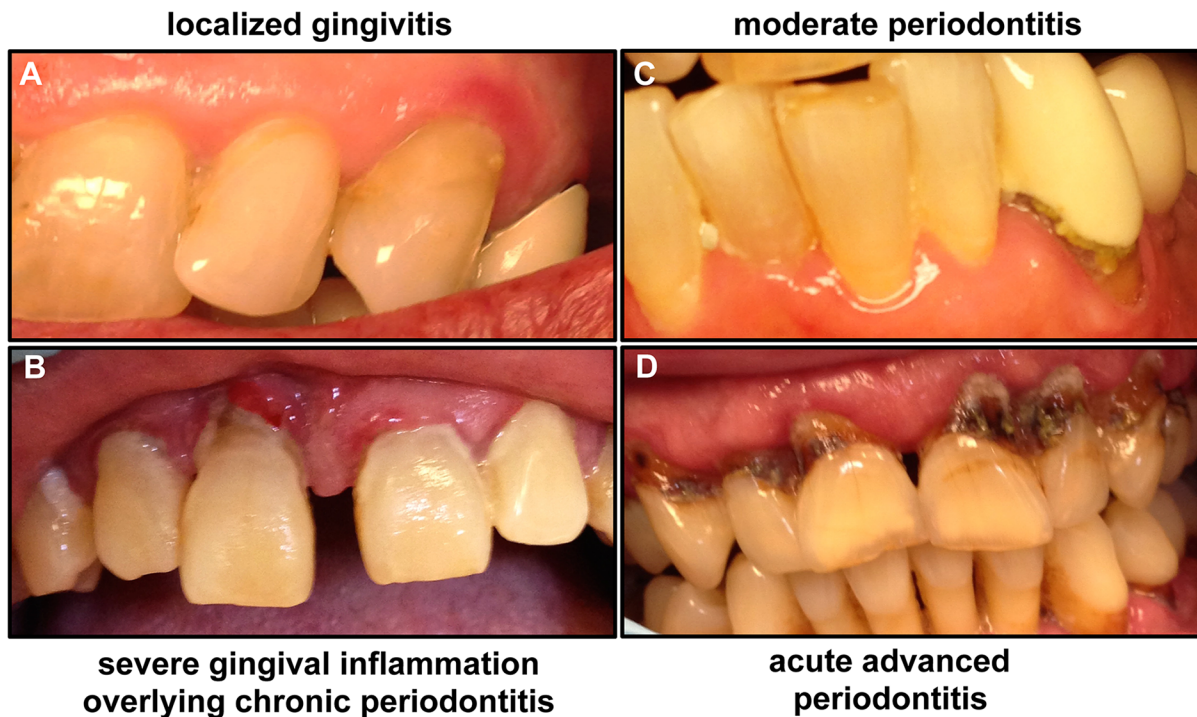 localized gingivitis
moderate periodontitis
A
C
B
D
severe gingival inflammation
overlying chronic periodontitis
acute advanced
periodontitis